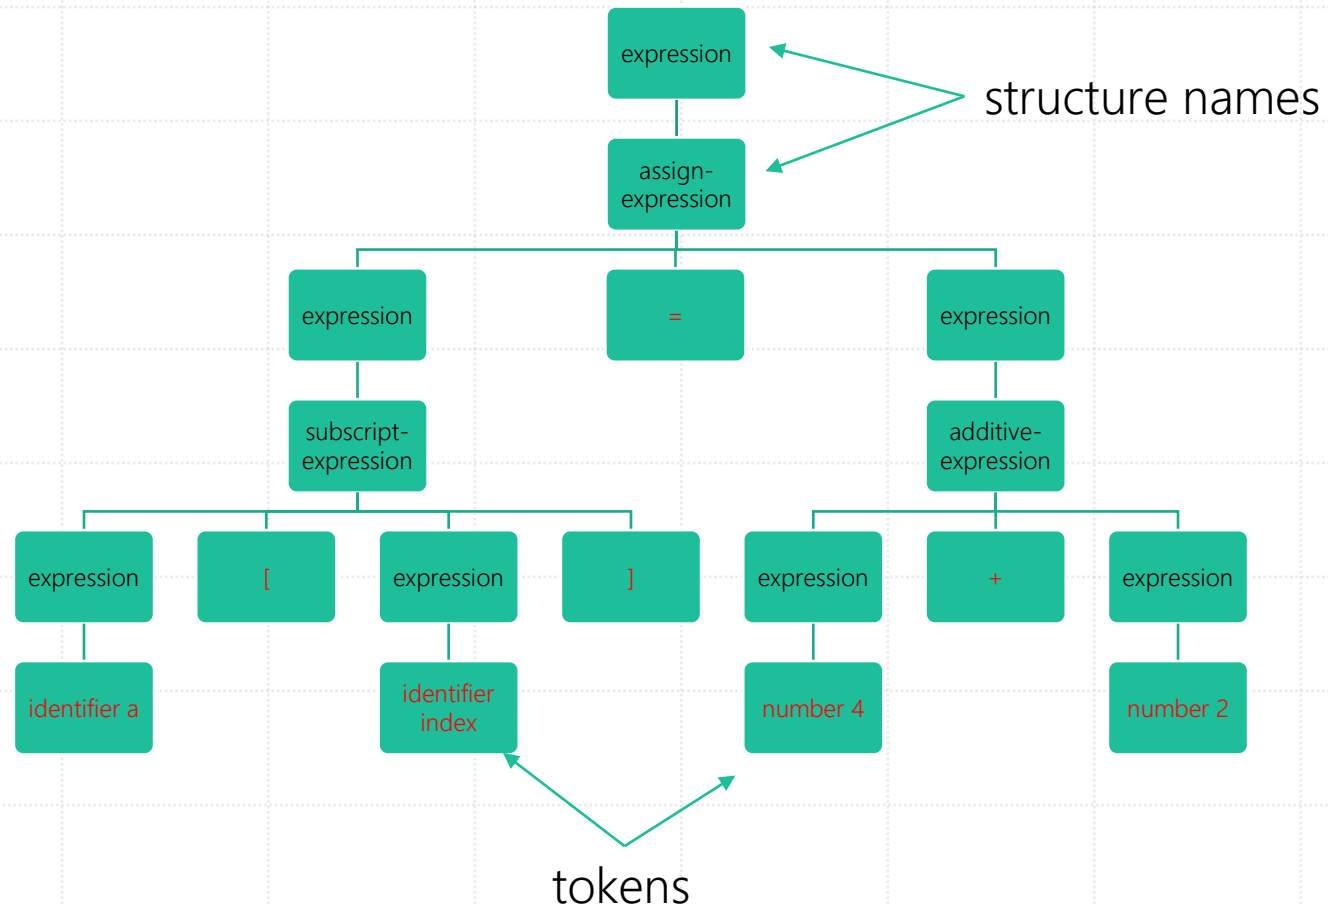 expression
structure names
assign-
expression
expression
=
expression
subscript-
expression
additive-
expression
expression
[
expression
]
expression
+
expression
identifier a
identifier
index
number 4
number 2
tokens